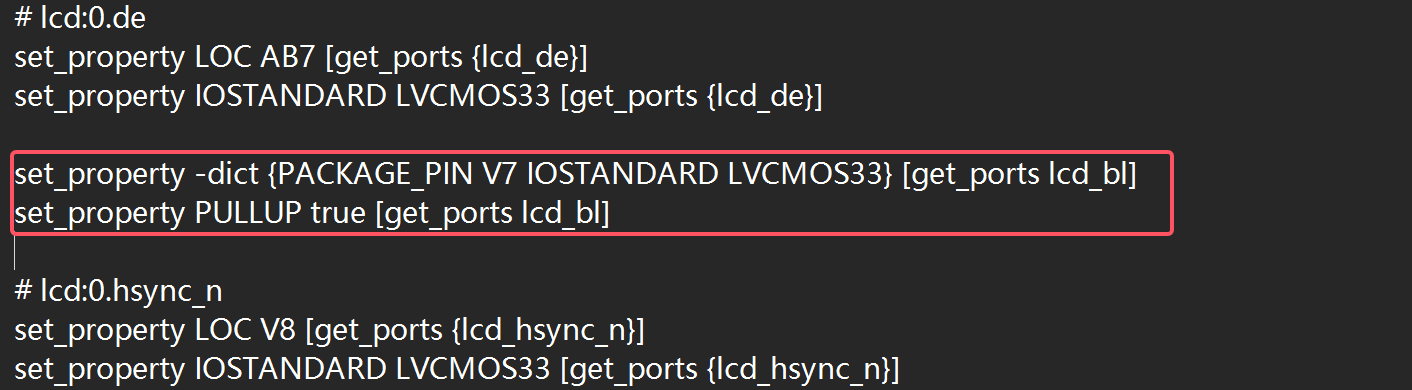 # lcd:0.de
set_property LOC AB7 [get_ports {lcd_de}]
set_property IOSTANDARD LVCMOS33 [get_ports {lcd_de}]
set_property -dict {PACKAGE_PIN V7 IOSTANDARD LVCMOS33} [get_ports lcd_bl]
set_property PULLUP true [get_ports lcd_bl]
# lcd:0.hsync_n
set_property LOC V8 [get_ports {lcd_hsync_n}]
set_property IOSTANDARD LVCMOS33 [get_ports {lcd_hsync_n}]